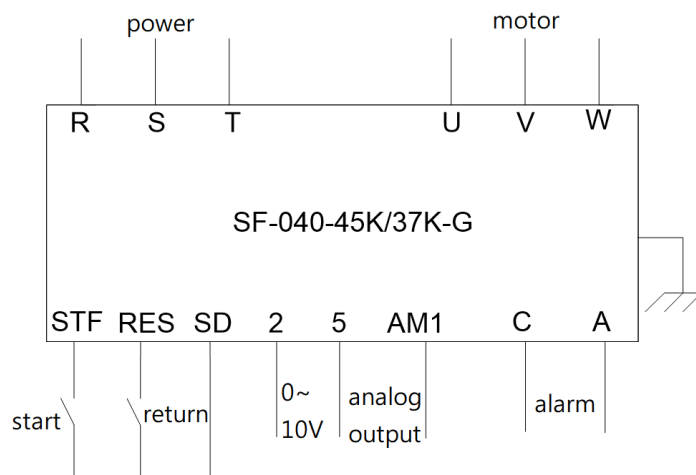 power motor
R S T U V W
SF-040-45K/37K-G
STF RES SD 2 5 AM1 C A
start return 0~ analog alarm
10V output